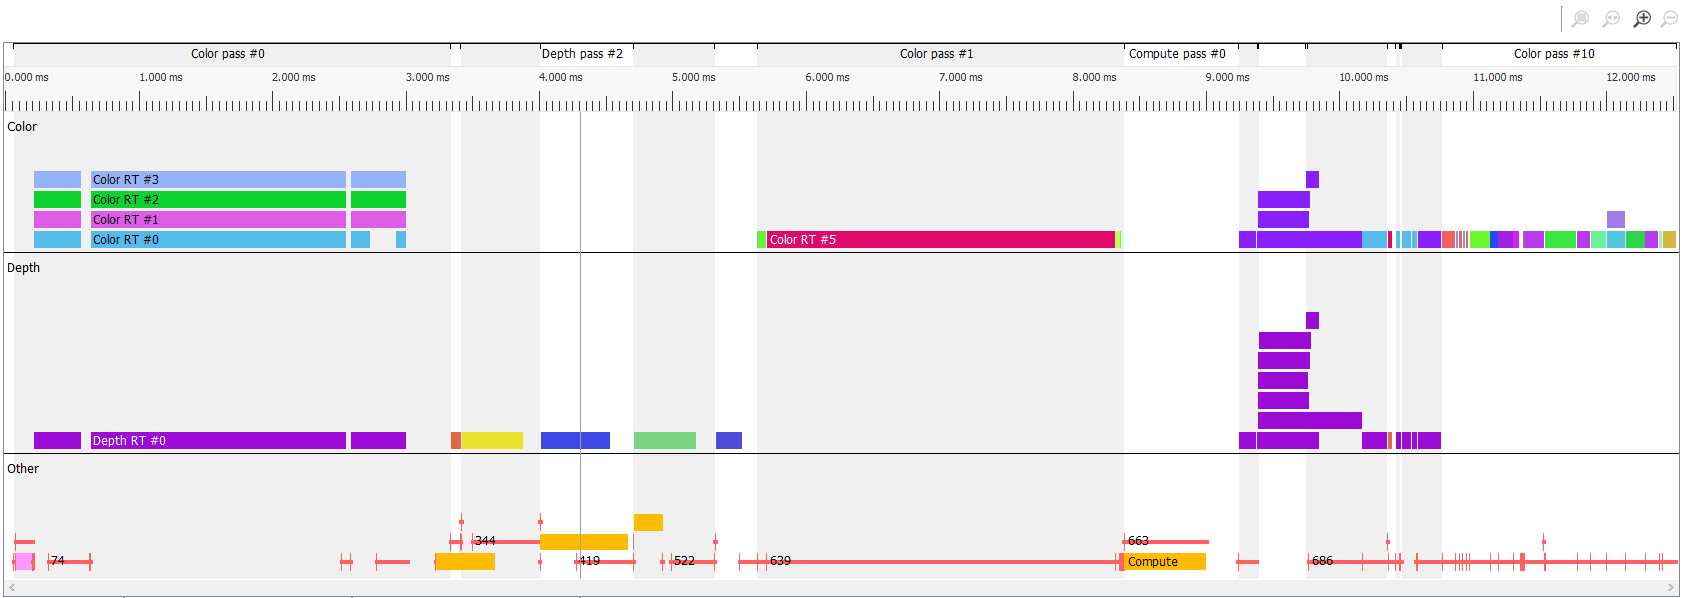 Color pass #0 Depth pass #2 Color pass #1 Compute pass #0 Color pass #10
0.000 ms 1.000 ms 2.000 ms 3.000 ms 4.000 ms 5.000 ms 6.000 ms 7.000 ms 8.000 ms 9.000 ms 10.000 ms 11.000 ms 12.000 ms
Color
Color RT #3
Color RT #2
Color RT #1
Color RT #0 Color RT #5
Depth
Depth RT #0
Other
344 663
74 419 522 639 Compute 686